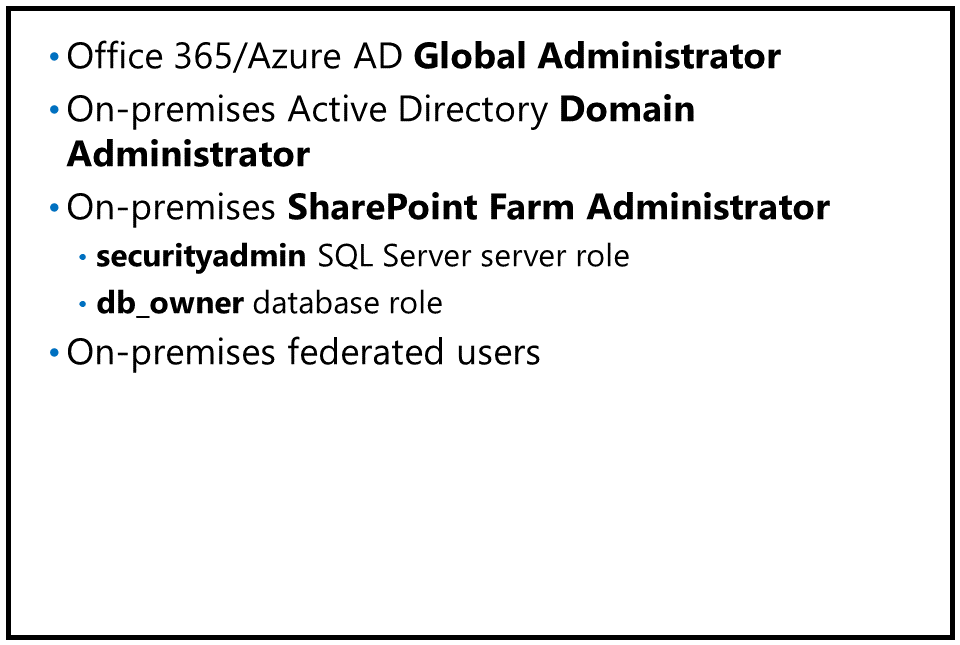 • Office 365/Azure AD Global Administrator
• On-premises Active Directory Domain
Administrator
• On-premises SharePoint Farm Administrator
• securityadmin SQL Server server role
• db_owner database role
• On-premises federated users